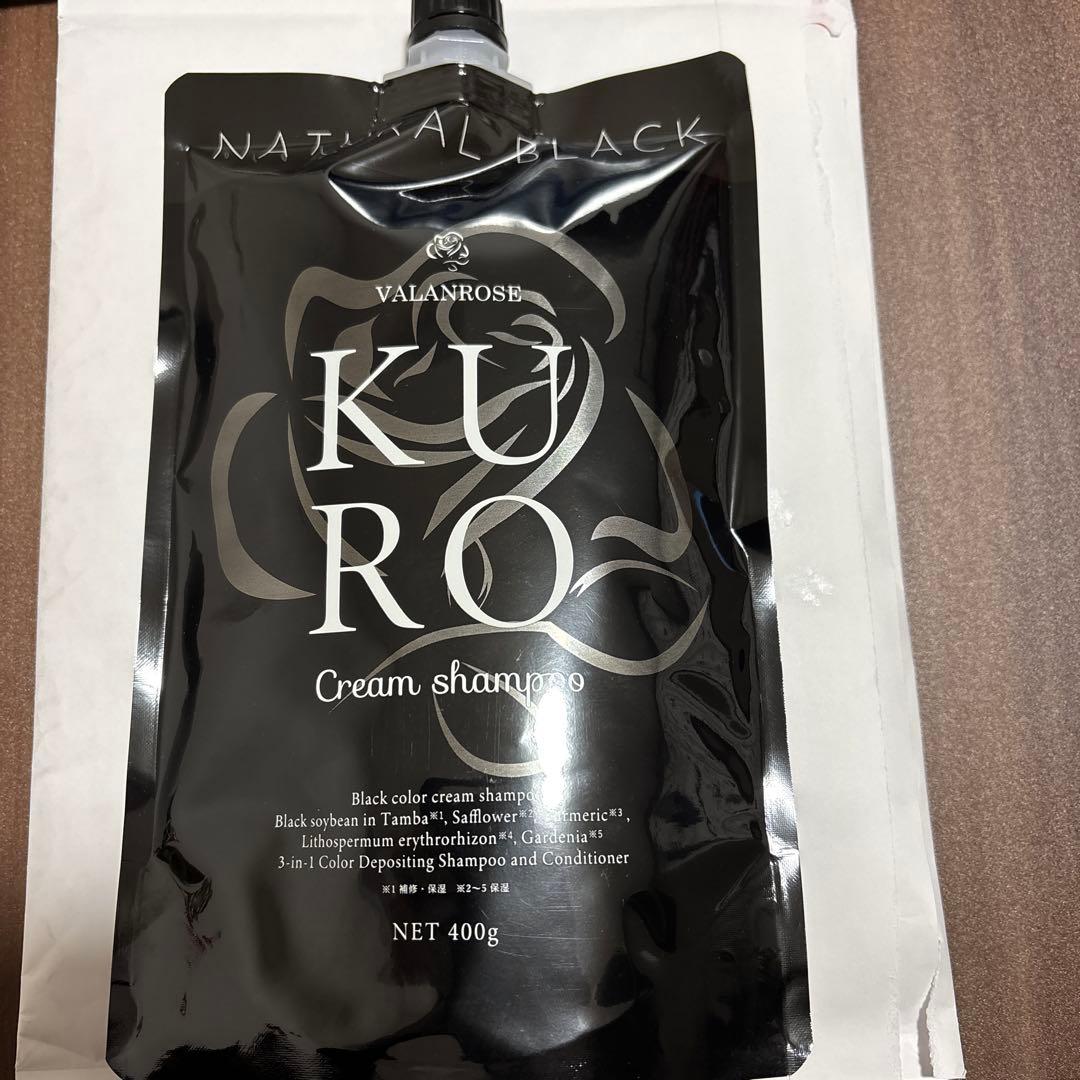 NATURAL BLACK
VALANROSE
KU
RO
Cream shampoo
Black color cream shampoo
Black soybean in Tamba※1, Safflower※2, Turmeric※3,
Lithospermum erythrorhizon※4, Gardenia※5
3-in-1 Color Depositing Shampoo and Conditioner
※1 補修・保湿 ※2〜5 保湿
NET 400g